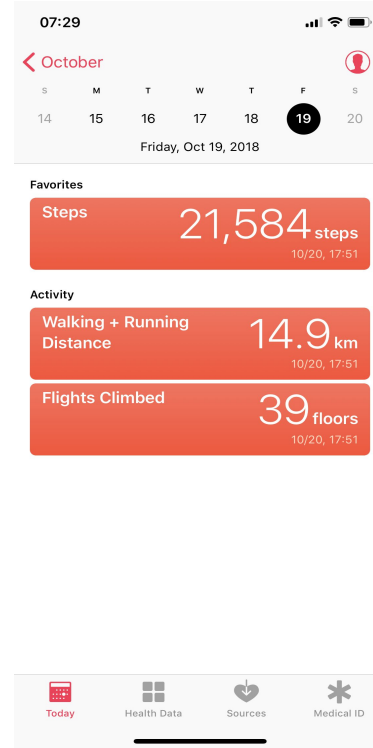 07:29
October
S M T W T F S
14 15 16 17 18 19 20
Friday, Oct 19, 2018
Favorites
Steps
21,584 steps
10/20, 17:51
Activity
Walking + Running
Distance
14.9 km
10/20, 17:51
Flights Climbed
39 floors
10/20, 17:51
Today Health Data Sources Medical ID